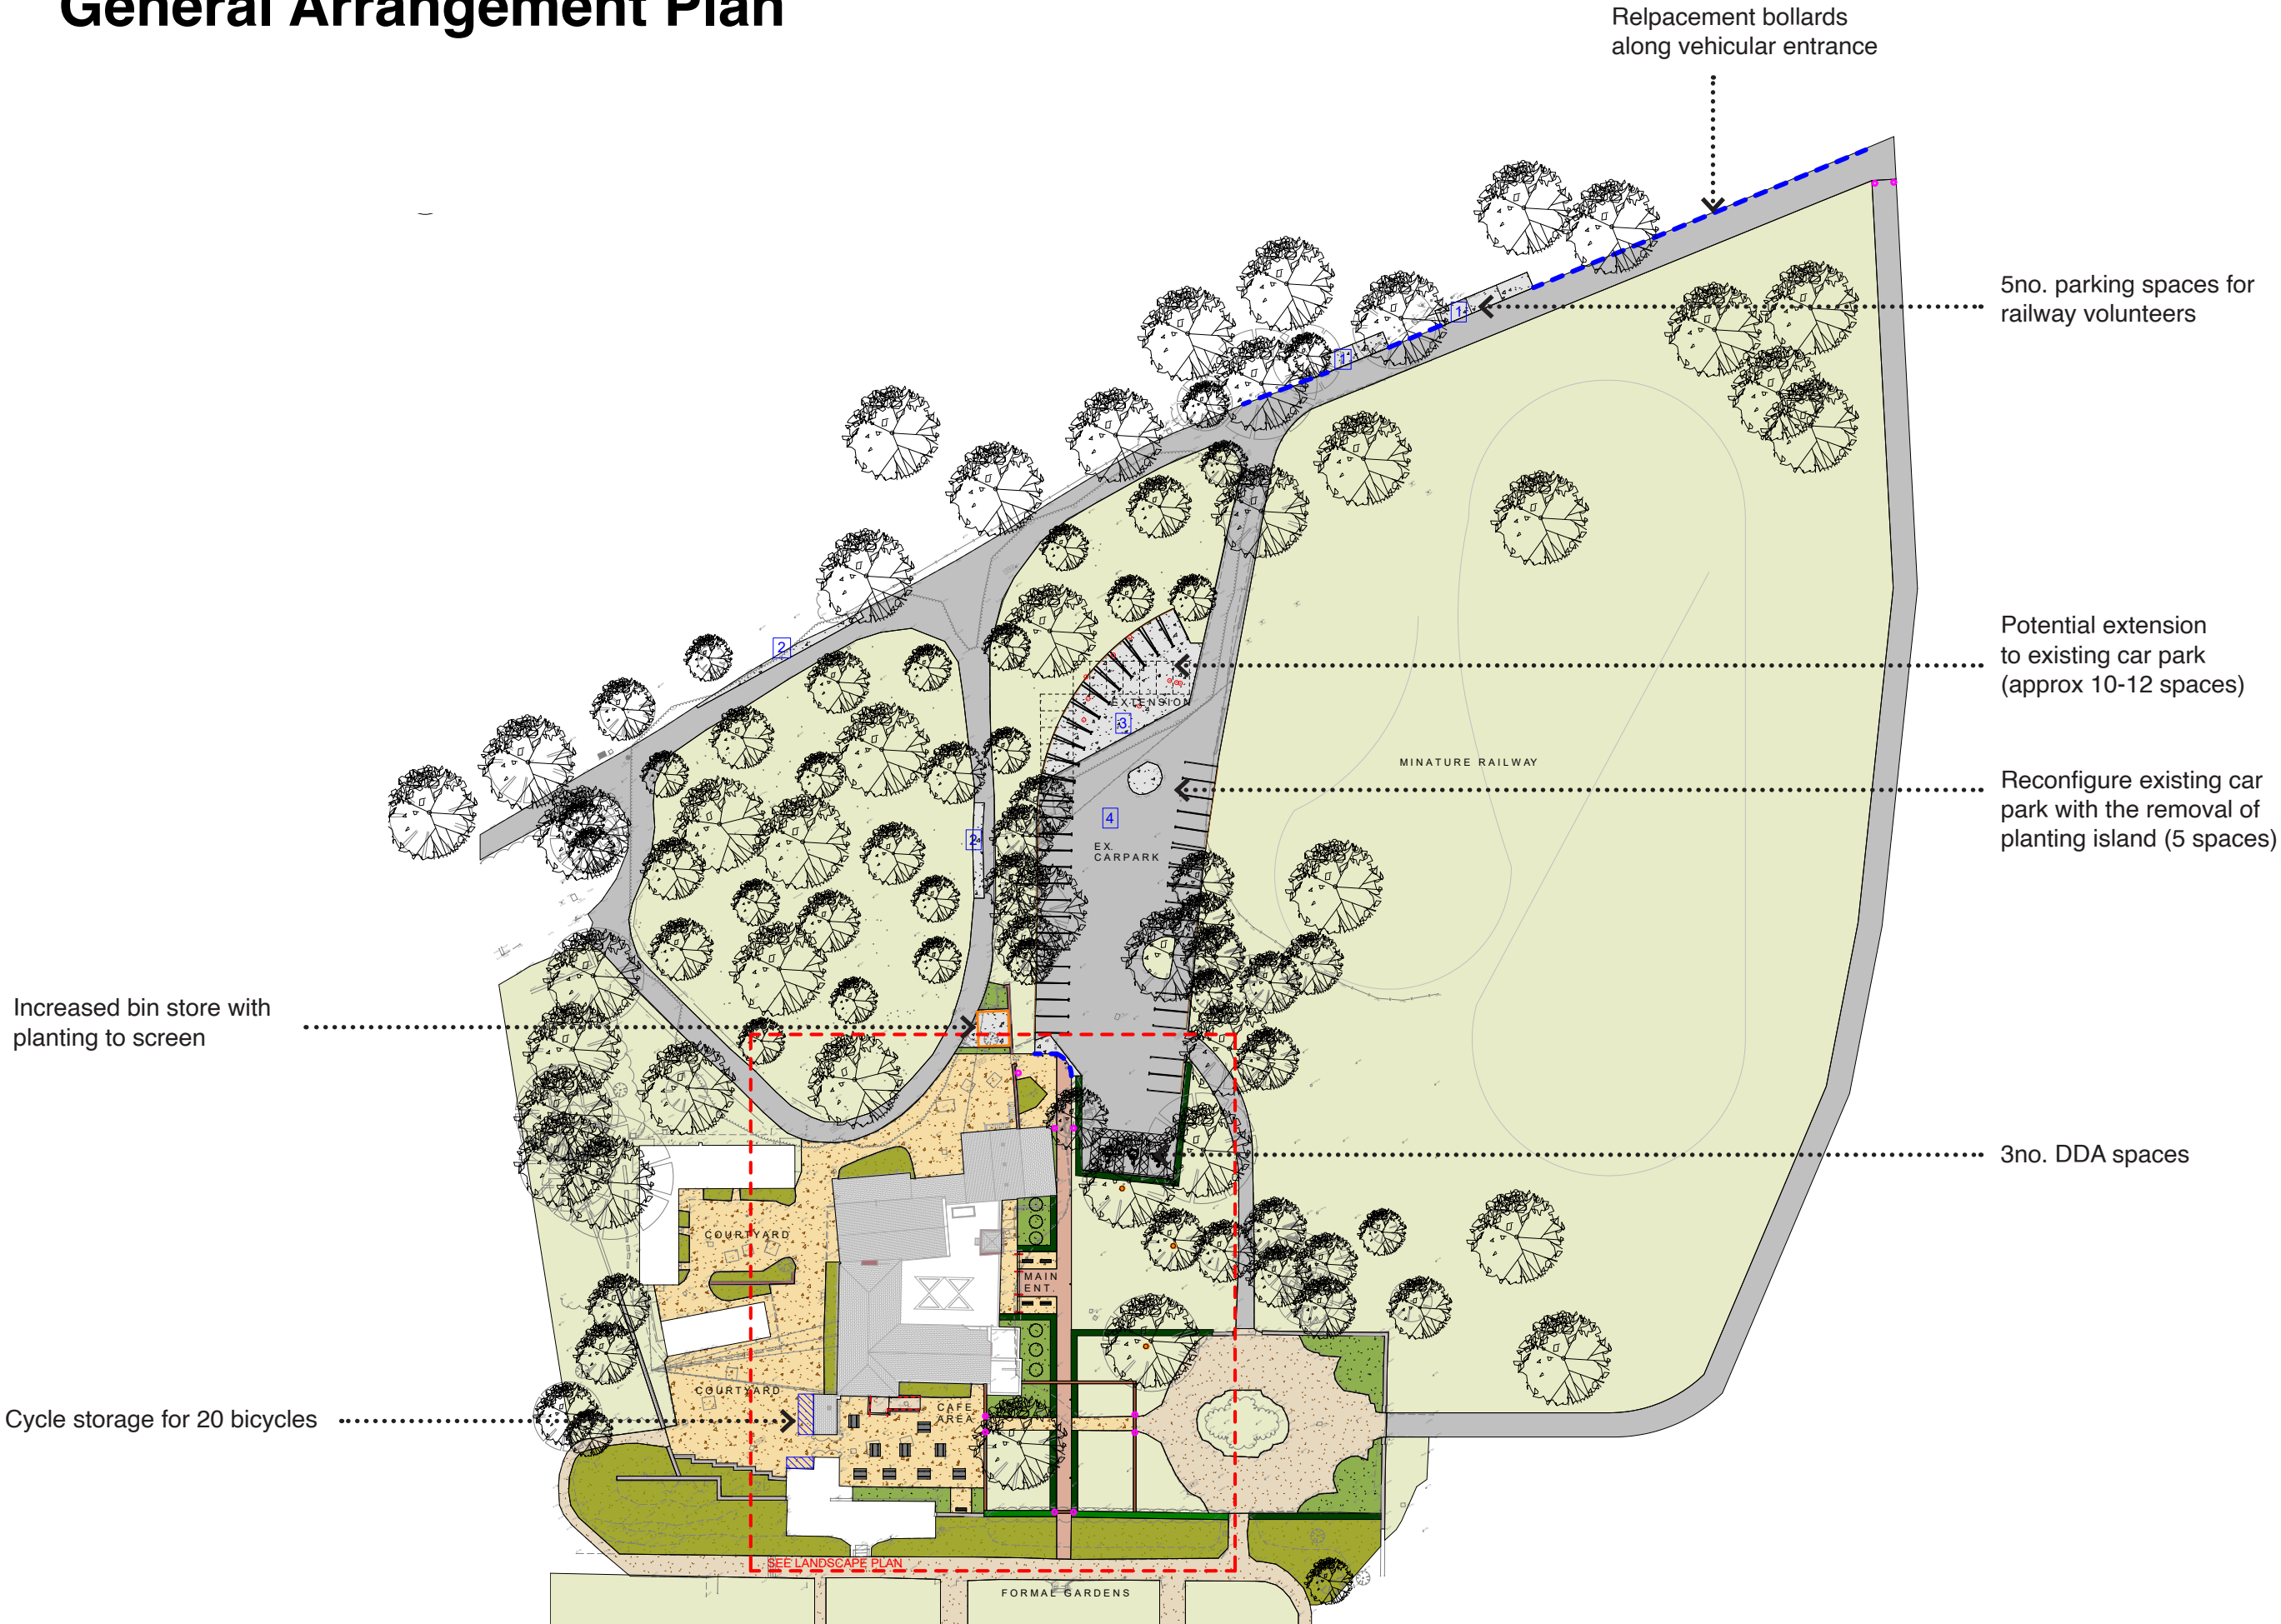 General Arrangement Plan
Relpacement bollards
along vehicular entrance
5no. parking spaces for
railway volunteers
1
1
Potential extension
to existing car park
(approx 10-12 spaces)
2
EXTENSION
3
MINATURE RAILWAY
Reconfigure existing car
park with the removal of
planting island (5 spaces)
4
2
EX.
CARPARK
Increased bin store with
planting to screen
3no. DDA spaces
COURTYARD
MAIN
ENT.
COURTYARD
CAFE
AREA
Cycle storage for 20 bicycles
SEE LANDSCAPE PLAN
FORMAL GARDENS